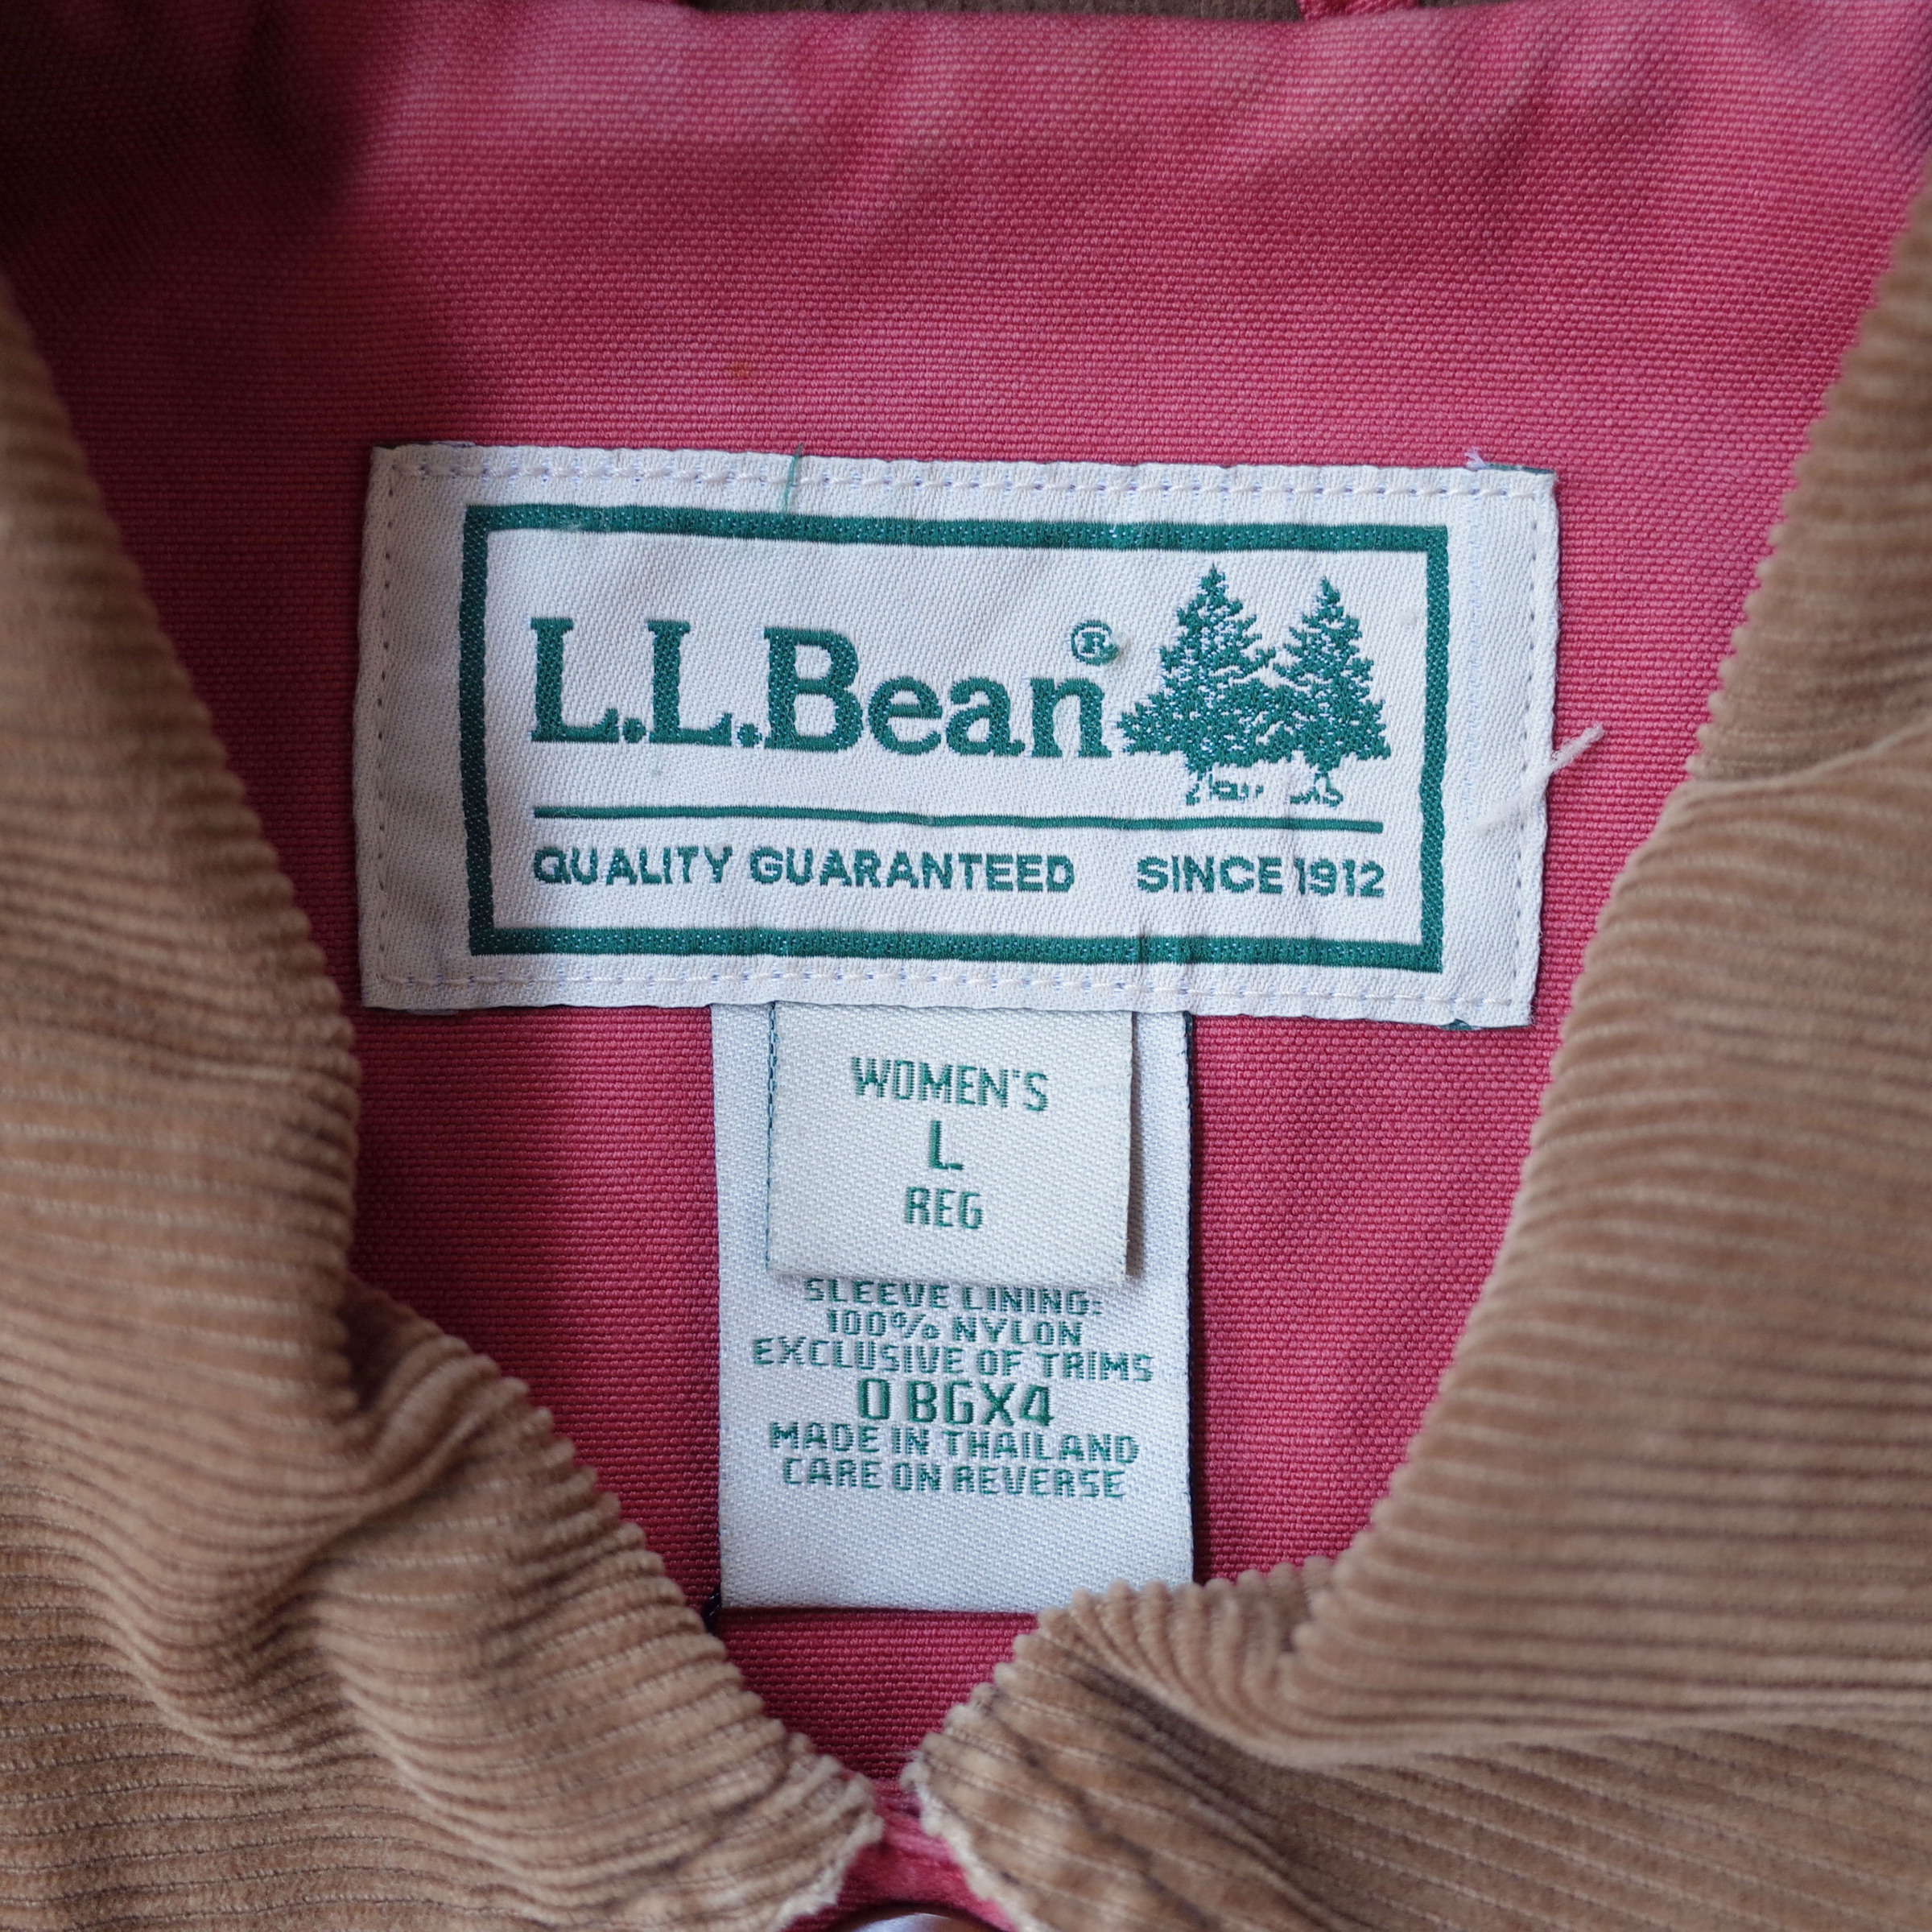 L.L.Bean®
QUALITY GUARANTEED SINCE 1912
WOMEN'S
L
REG
SLEEVE LINING:
100% NYLON
EXCLUSIVE OF TRIMS
0 BGX4
MADE IN THAILAND
CARE ON REVERSE